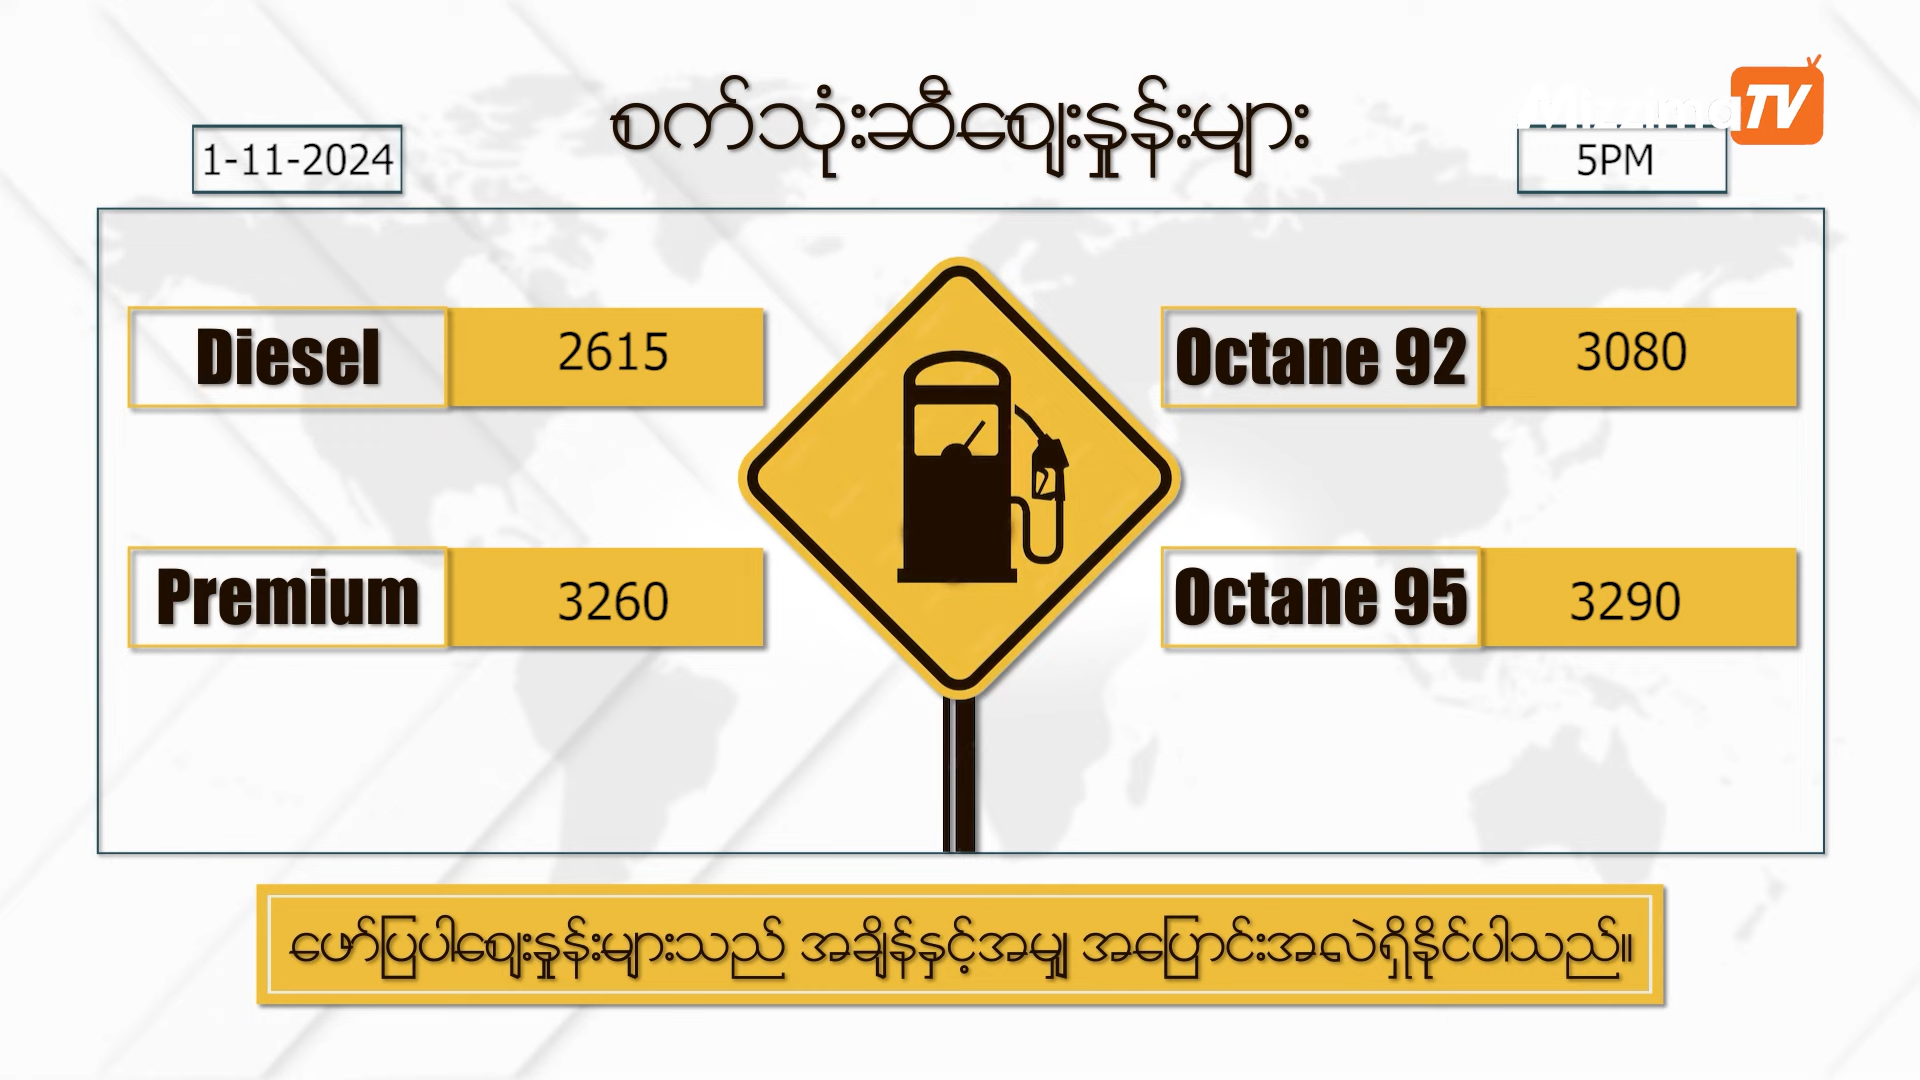 စက်သုံးဆီဈေးနှုန်းများ
Mizzima TV
1-11-2024
5PM
Diesel 2615
Octane 92 3080
Premium 3260
Octane 95 3290
ဖော်ပြပါဈေးနှုန်းများသည် အချိန်နှင့်အမျှ အပြောင်းအလဲရှိနိုင်ပါသည်။